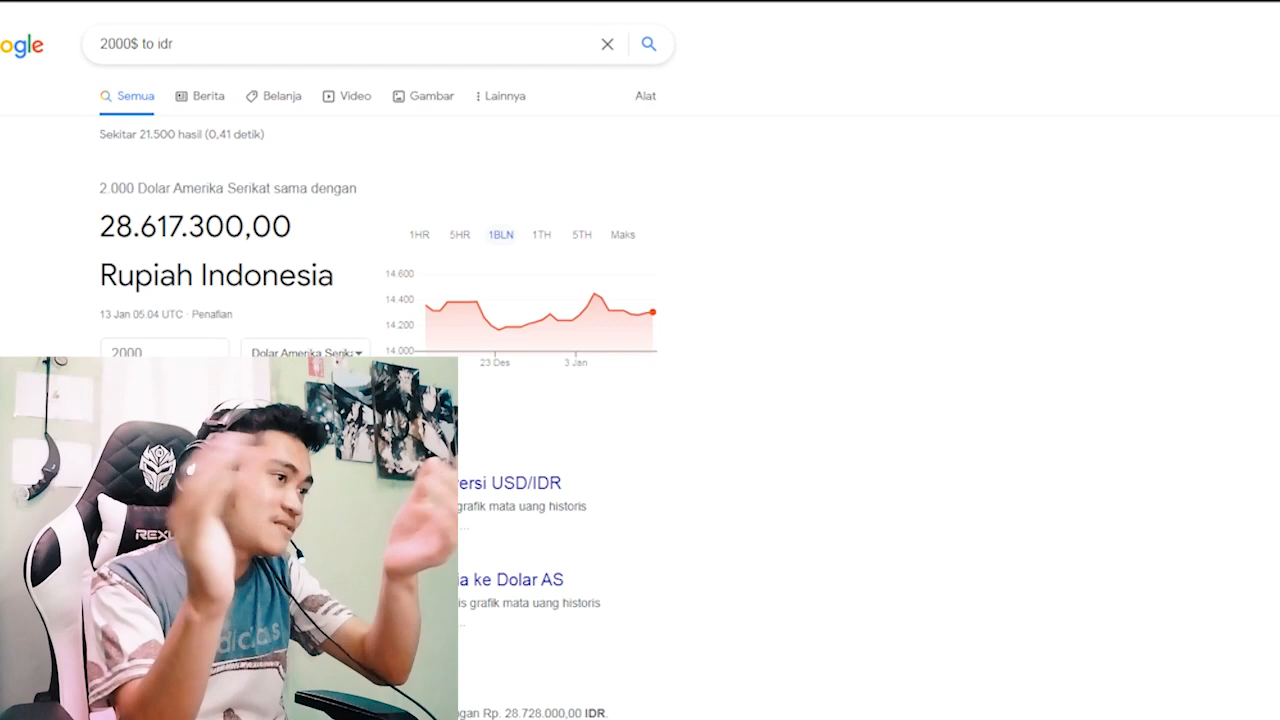 ogle
2000$ to idr
Semua
Berita
Belanja
Video
Gambar
Lainnya
Alat
Sekitar 21.500 hasil (0,41 detik)
2.000 Dolar Amerika Serikat sama dengan
28.617.300,00
Rupiah Indonesia
13 Jan 05.04 UTC · Penafian
2000
Dolar Amerika Serik
1HR 5HR 1BLN 1TH 5TH Maks
14.600
14.400
14.200
14.000
23 Des 3 Jan
ersi USD/IDR
grafik mata uang historis
...
ia ke Dolar AS
is grafik mata uang historis
...
gan Rp. 28.728.000,00 IDR.
REXU
adidas